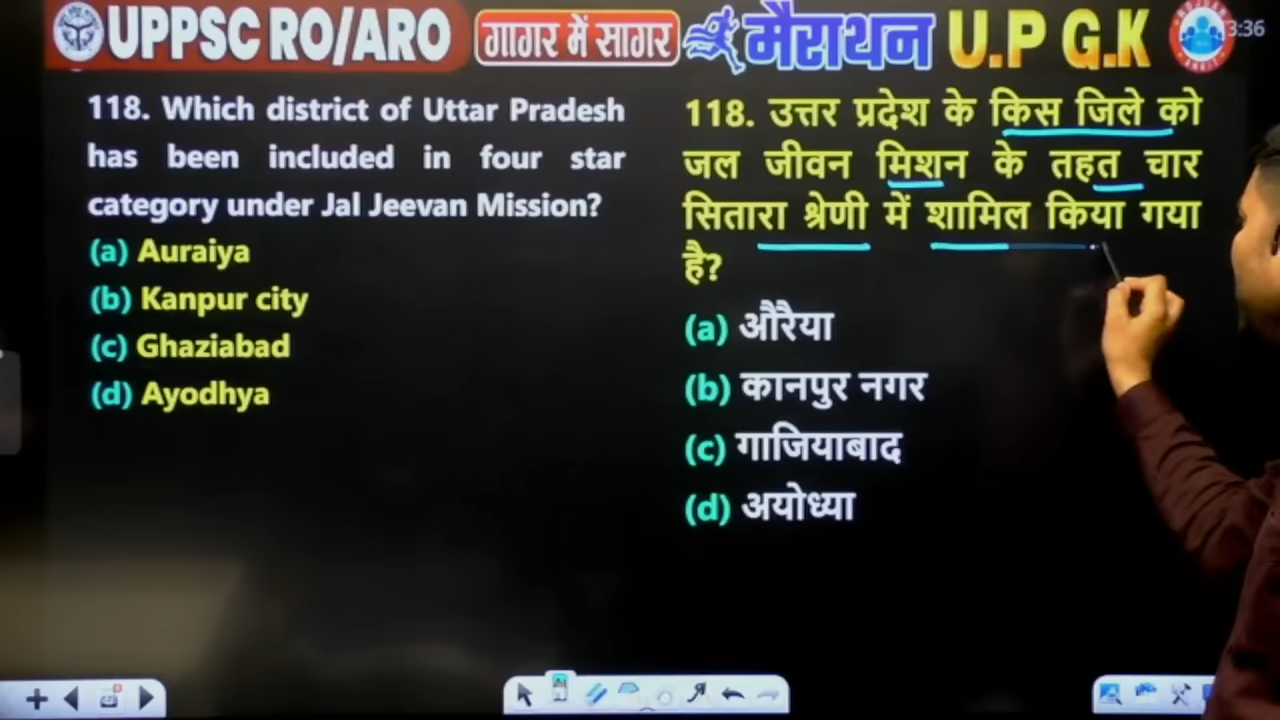 UPPSC RO/ARO गागर में सागर मैराथन U.P G.K
3:36
118. Which district of Uttar Pradesh
has been included in four star
category under Jal Jeevan Mission?
(a) Auraiya
(b) Kanpur city
(c) Ghaziabad
(d) Ayodhya
118. उत्तर प्रदेश के किस जिले को
जल जीवन मिशन के तहत चार
सितारा श्रेणी में शामिल किया गया
है?
(a) औरैया
(b) कानपुर नगर
(c) गाजियाबाद
(d) अयोध्या